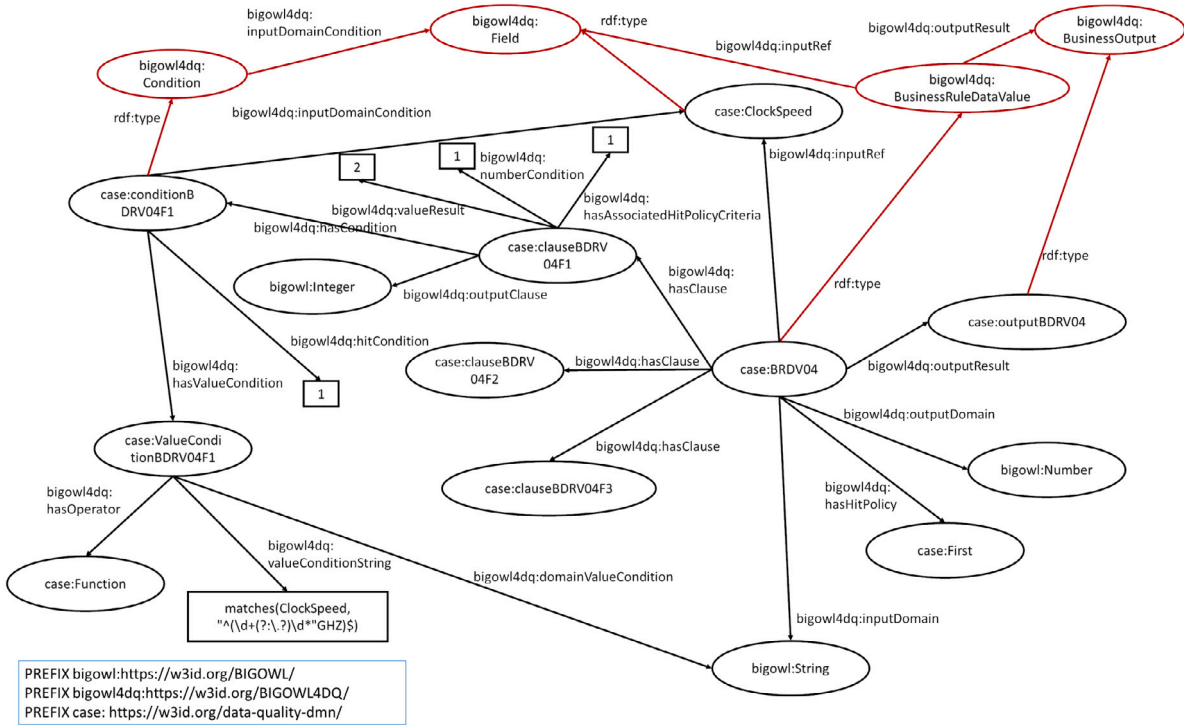 bigowl4dq:
inputDomainCondition
bigowl4dq:
Field
rdf:type
bigowl4dq:outputResult
bigowl4dq:
BusinessOutput
bigowl4dq:inputRef
bigowl4dq:
Condition
bigowl4dq:
BusinessRuleDataValue
rdf:type
bigowl4dq:inputDomainCondition
case:ClockSpeed
2
1
bigowl4dq:
numberCondition
1
bigowl4dq:inputRef
case:conditionB
DRV04F1
bigowl4dq:valueResult
bigowl4dq:
hasAssociatedHitPolicyCriteria
bigowl4dq:hasCondition
case:clauseBDRV
04F1
bigowl:Integer
bigowl4dq:outputClause
bigowl4dq:
hasClause
rdf:type
rdf:type
case:outputBDRV04
bigowl4dq:hitCondition
bigowl4dq:
hasValueCondition
1
case:clauseBDRV
04F2
bigowl4dq:hasClause
case:BRDV04
bigowl4dq:outputResult
bigowl4dq:outputDomain
case:ValueCondi
tionBDRV04F1
bigowl4dq:hasClause
case:clauseBDRV04F3
bigowl:Number
bigowl4dq:
hasHitPolicy
bigowl4dq:
hasOperator
case:First
bigowl4dq:
valueConditionString
case:Function
bigowl4dq:domainValueCondition
matches(ClockSpeed,
"^(\d+(?:\.?)\d*"GHZ)$)
bigowl4dq:inputDomain
bigowl:String
PREFIX bigowl:https://w3id.org/BIGOWL/
PREFIX bigowl4dq:https://w3id.org/BIGOWL4DQ/
PREFIX case: https://w3id.org/data-quality-dmn/